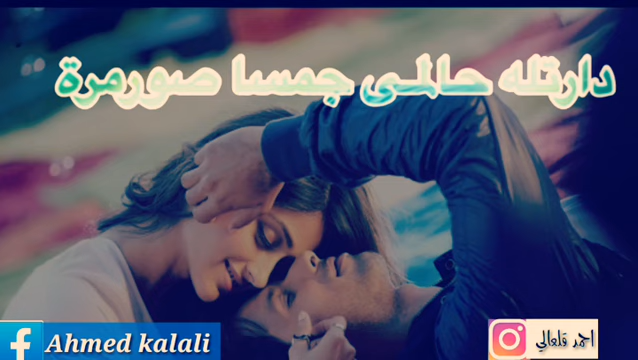 دارتله حالمى جمسا صورمرة
Ahmed kalali
احمد قلعالي